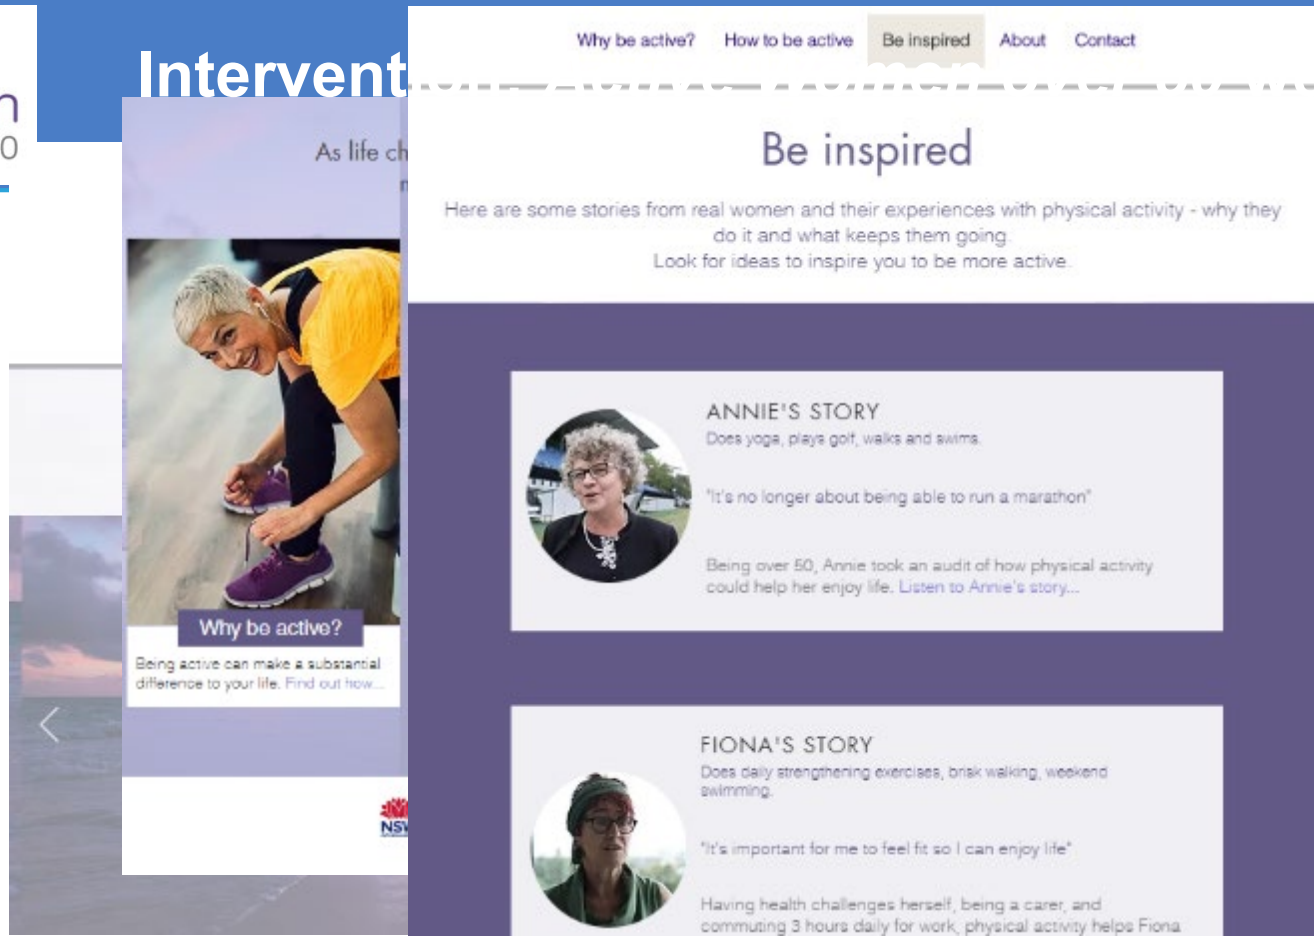 Why be active? How to be active Be inspired About Contact
Intervent
n
0
As life ch
Be inspired
Here are some stories from real women and their experiences with physical activity - why they
do it and what keeps them going.
Look for ideas to inspire you to be more active.
ANNIE'S STORY
Does yoga, plays golf, walks and swims.
"It's no longer about being able to run a marathon"
Being over 50, Annie took an audit of how physical activity
could help her enjoy life. Listen to Annie's story...
Why be active?
Being active can make a substantial
difference to your life. Find out how...
FIONA'S STORY
Does daily strengthening exercises, brisk walking, weekend
swimming.
"It's important for me to feel fit so I can enjoy life"
Having health challenges herself, being a carer, and
commuting 3 hours daily for work, physical activity helps Fiona
NSW